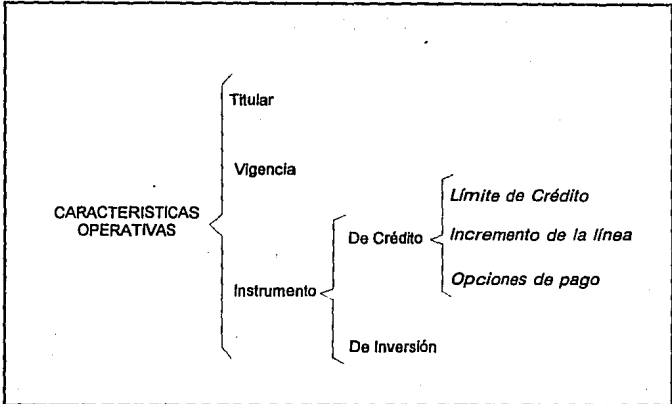 Titular
Vigencia
CARACTERISTICAS
OPERATIVAS
Instrumento
De Crédito
Límite de Crédito
Incremento de la línea
Opciones de pago
De Inversión